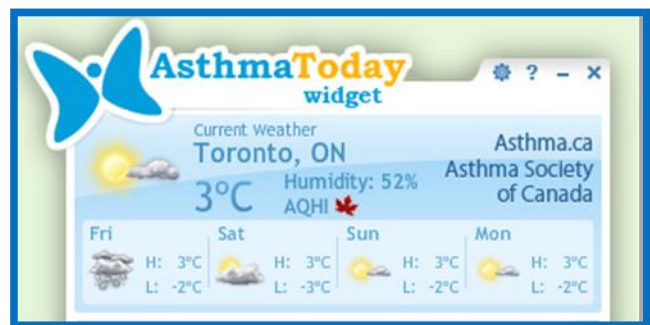 AsthmaToday
widget
? – ×
Current Weather
Toronto, ON
3°C
Humidity: 52%
AQHI
Asthma.ca
Asthma Society
of Canada
Fri
H: 3°C
L: -2°C
Sat
H: 3°C
L: -3°C
Sun
H: 3°C
L: -2°C
Mon
H: 3°C
L: -2°C